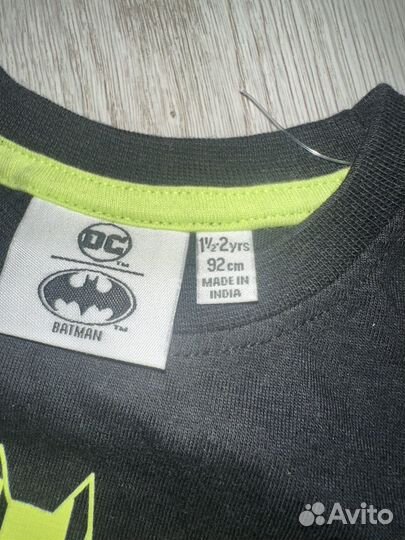 DC
TM
BATMAN
TM
1½-2yrs
92cm
MADE IN
INDIA
Avito